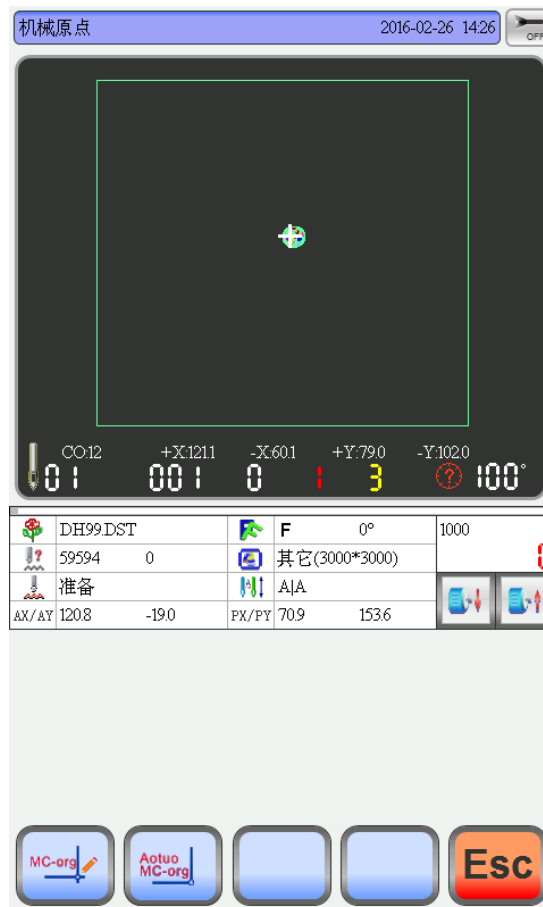 机械原点 2016-02-26 14:26
OFF
CO:12 +X:121.1 -X:60.1 +Y:79.0 -Y:102.0
01 001 0 1 3 ? 100°
DH99.DST F 0° 1000
59594 0 其它(3000*3000)
准备 A|A
AX/AY 120.8 -19.0 PX/PY 70.9 153.6
MC-org Aotuo MC-org Esc